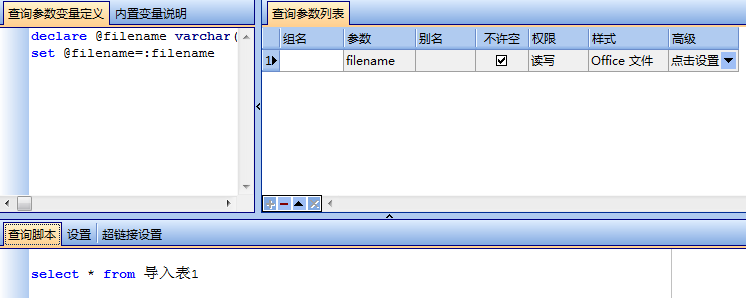 查询参数变量定义 内置变量说明
declare @filename varchar(
set @filename=:filename
查询参数列表
组名 参数 别名 不许空 权限 样式 高级
1 filename 读写 Office 文件 点击设置
查询脚本 设置 超链接设置
select * from 导入表1